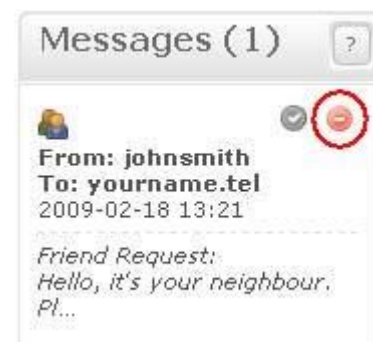 Messages (1) ?
From: johnsmith
To: yourname.tel
2009-02-18 13:21
Friend Request:
Hello, it's your neighbour.
Pl...